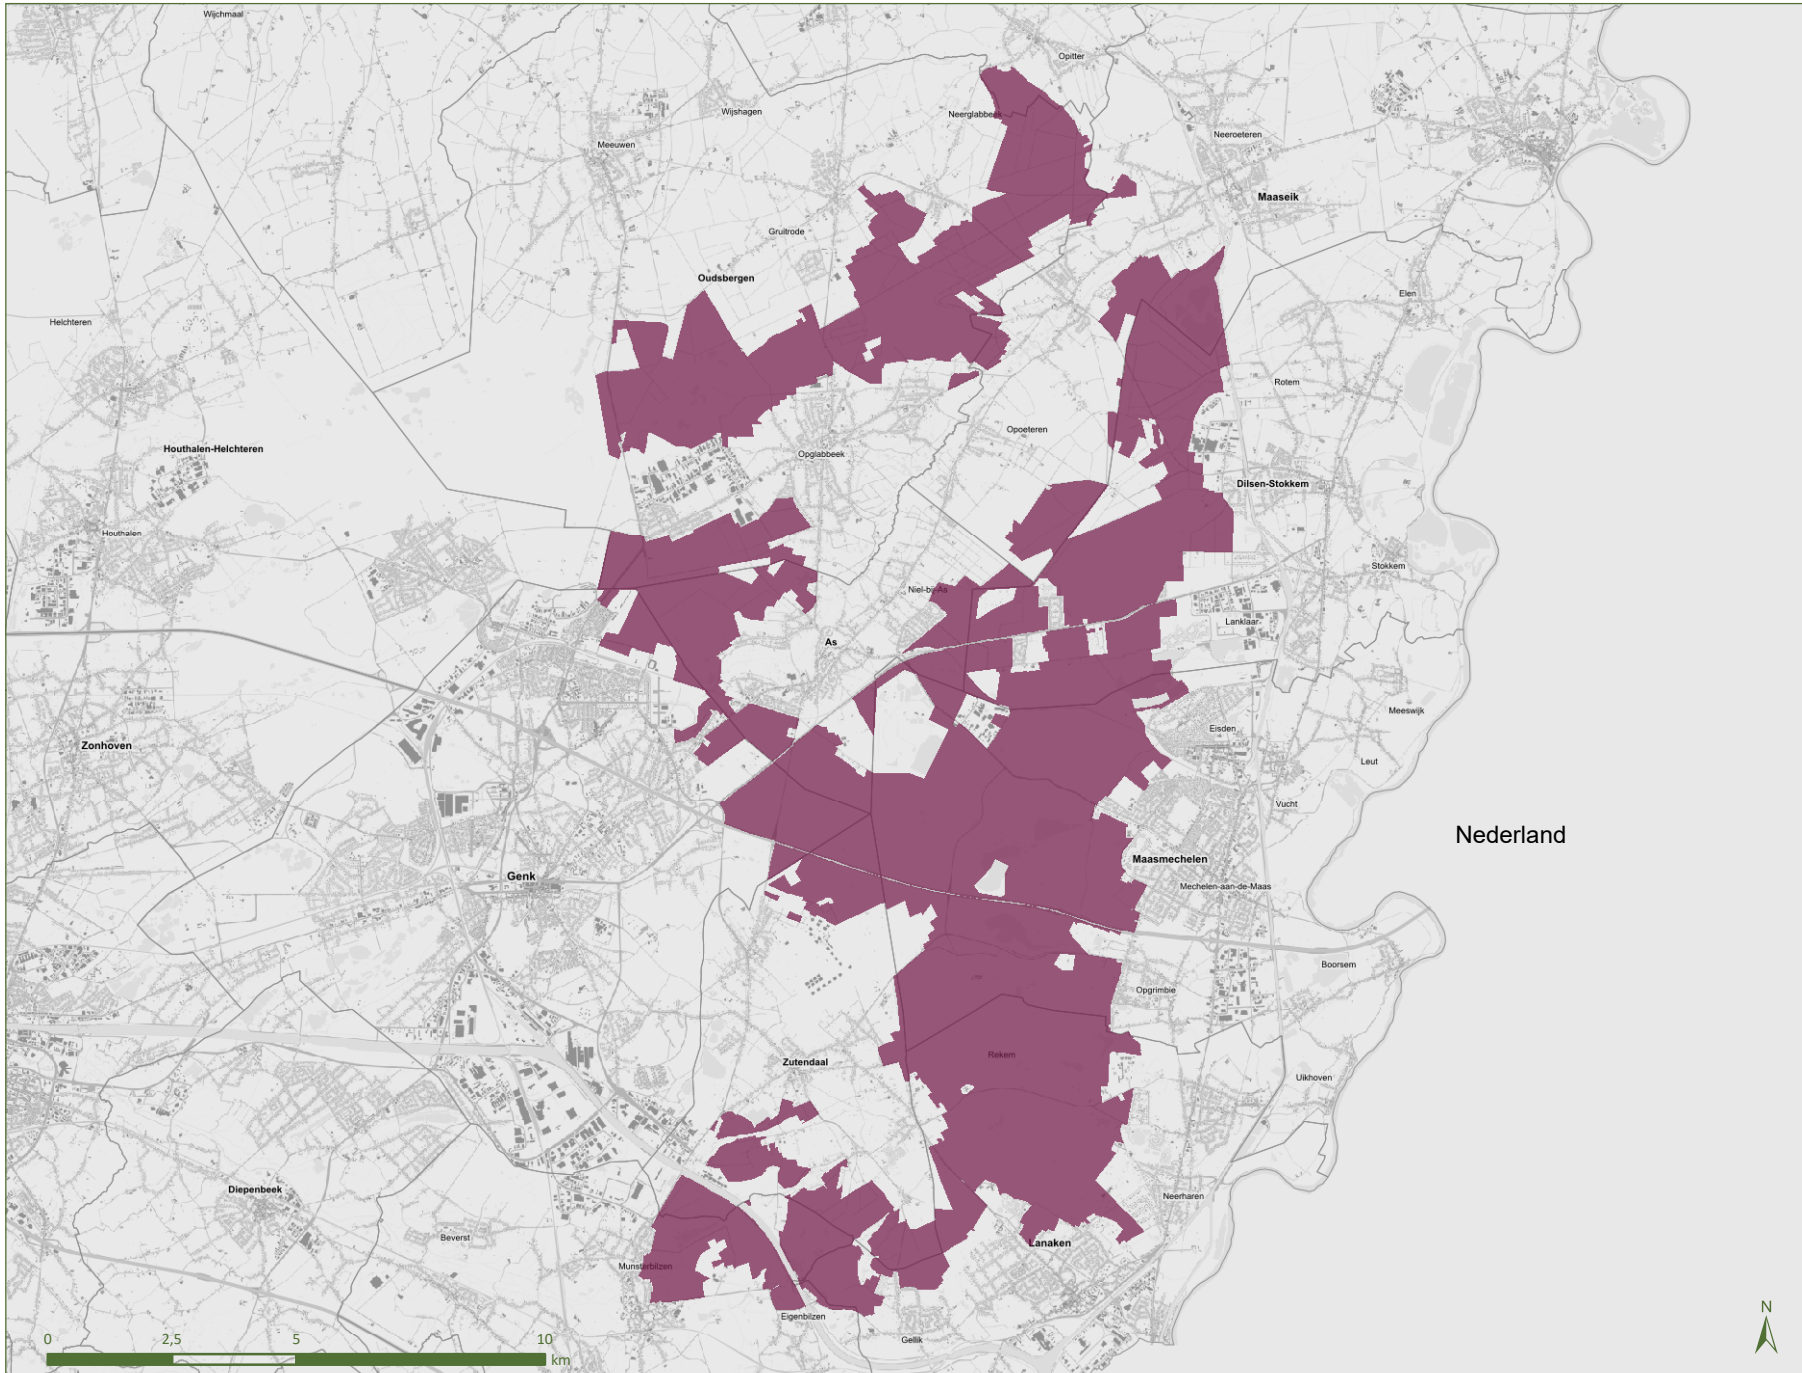 Wijchmaal
Opitter
Wijshagen
Neerglabbeek
Neeroeteren
Meeuwen
Maaseik
Gruitrode
Oudsbergen
Elen
Helchteren
Rotem
Opoeteren
Houthalen-Helchteren
Opglabbeek
Dilsen-Stokkem
Houthalen
Stokkem
Niel-bij-As
Lanklaar
As
Meeswijk
Eisden
Zonhoven
Leut
Vucht
Nederland
Maasmechelen
Genk
Mechelen-aan-de-Maas
Boorsem
Opgrimbie
Rekem
Zutendaal
Uikhoven
Diepenbeek
Neerharen
Beverst
Lanaken
Munsterbilzen
Eigenbilzen
Gellik
N
0 2,5 5 10
km